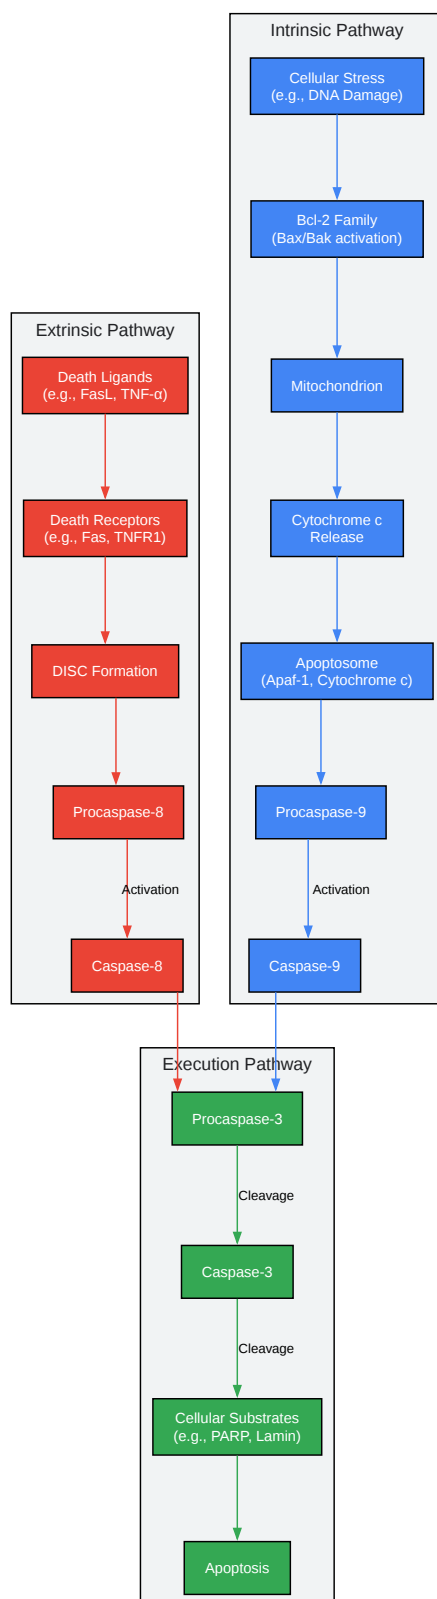 Intrinsic Pathway
Cellular Stress
(e.g., DNA Damage)
Bcl-2 Family
(Bax/Bak activation)
Mitochondrion
Cytochrome c
Release
Apoptosome
(Apaf-1, Cytochrome c)
Procaspase-9
Activation
Caspase-9
Extrinsic Pathway
Death Ligands
(e.g., FasL, TNF-α)
Death Receptors
(e.g., Fas, TNFR1)
DISC Formation
Procaspase-8
Activation
Caspase-8
Execution Pathway
Procaspase-3
Cleavage
Caspase-3
Cleavage
Cellular Substrates
(e.g., PARP, Lamin)
Apoptosis